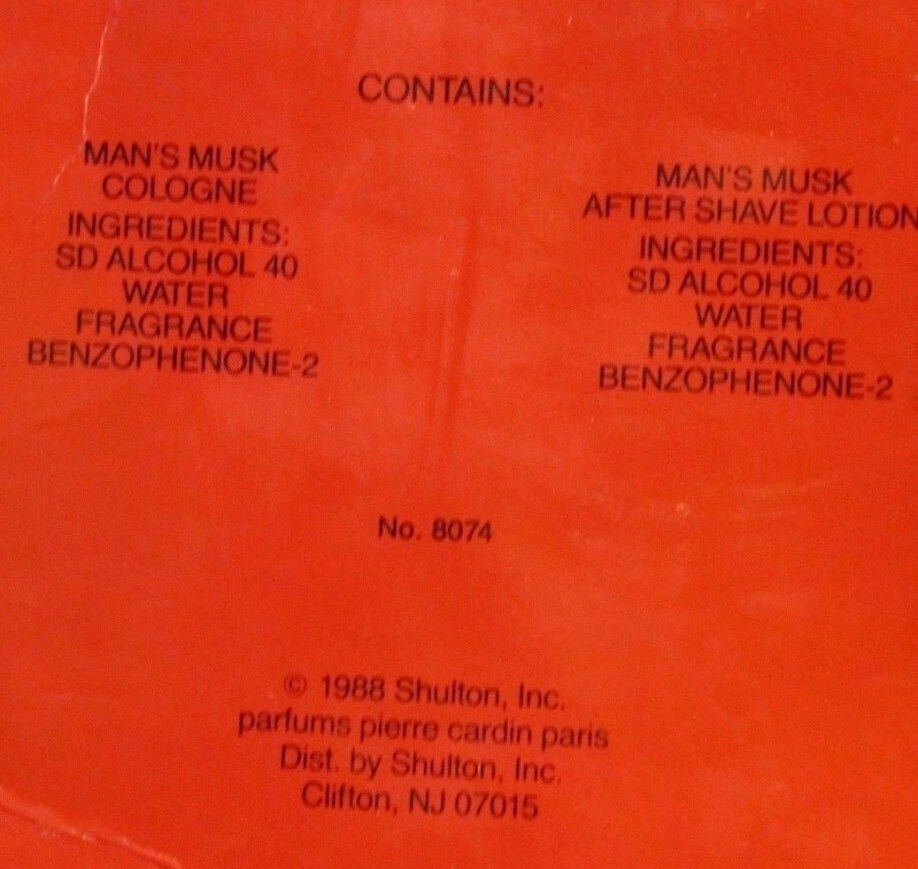 CONTAINS:
MAN'S MUSK
COLOGNE
INGREDIENTS:
SD ALCOHOL 40
WATER
FRAGRANCE
BENZOPHENONE-2
MAN'S MUSK
AFTER SHAVE LOTION
INGREDIENTS:
SD ALCOHOL 40
WATER
FRAGRANCE
BENZOPHENONE-2
No. 8074
© 1988 Shulton, Inc.
parfums pierre cardin paris
Dist. by Shulton, Inc.
Clifton, NJ 07015